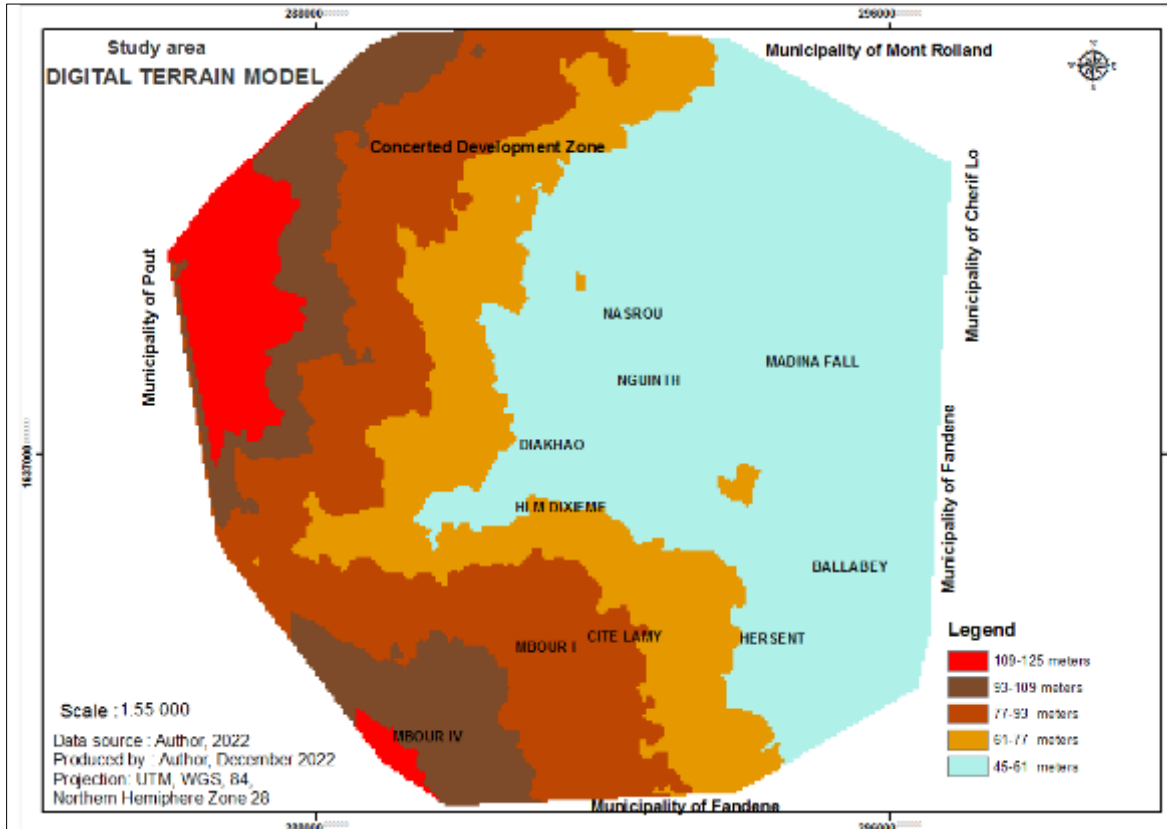 288000
296000
Study area
DIGITAL TERRAIN MODEL
Municipality of Mont Rolland
Concerted Development Zone
Municipality of Cherif Lo
Municipality of Pout
NASROU
MADINA FALL
NGUINTH
DIAKHAO
1637000
HLM DIXIEME
Municipality of Fandene
BALLABEY
MBOUR I
CITE LAMY
HERSENT
Legend
109-125 meters
93-109 meters
77-93 meters
61-77 meters
45-61 meters
Scale : 1:55 000
MBOUR IV
Data source : Author, 2022
Produced by : Author, December 2022
Projection: UTM, WGS, 84,
Northern Hemiphere Zone 28
Municipality of Fandene
288000
296000